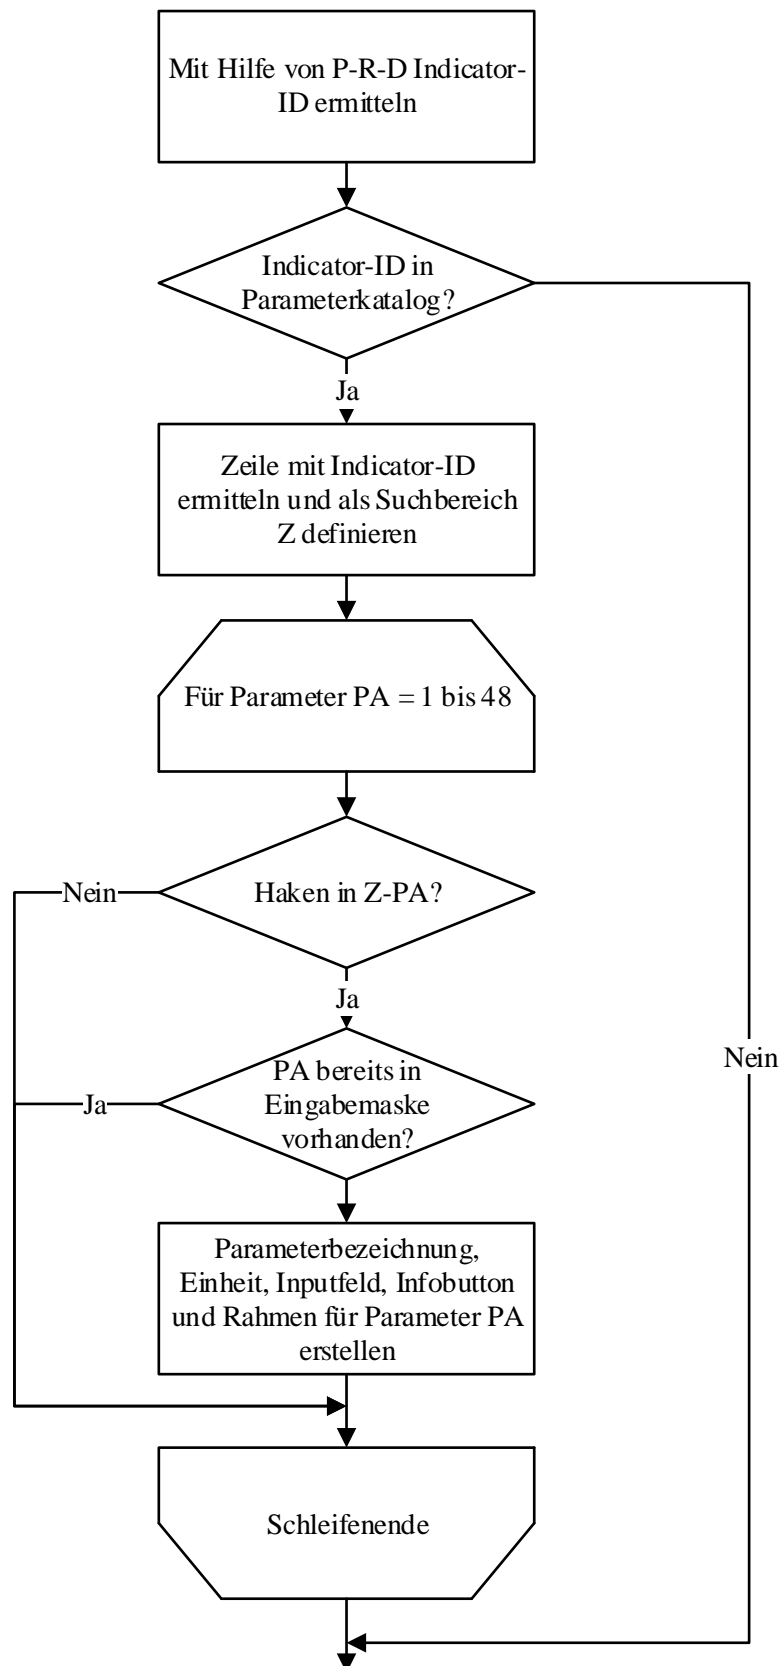 Mit Hilfe von P-R-D Indicator-
ID ermitteln
Indicator-ID in
Parameterkatalog?
Ja
Zeile mit Indicator-ID
ermitteln und als Suchbereich
Z definieren
Für Parameter PA = 1 bis 48
Haken in Z-PA?
Nein
Ja
PA bereits in
Eingabemaske
vorhanden?
Ja
Nein
Parameterbezeichnung,
Einheit, Inputfeld, Infobutton
und Rahmen für Parameter PA
erstellen
Schleifenende